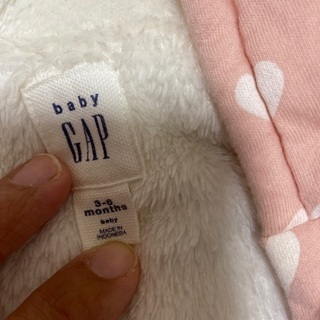 baby
GAP
3-6
months
baby
MADE IN
INDONESIA